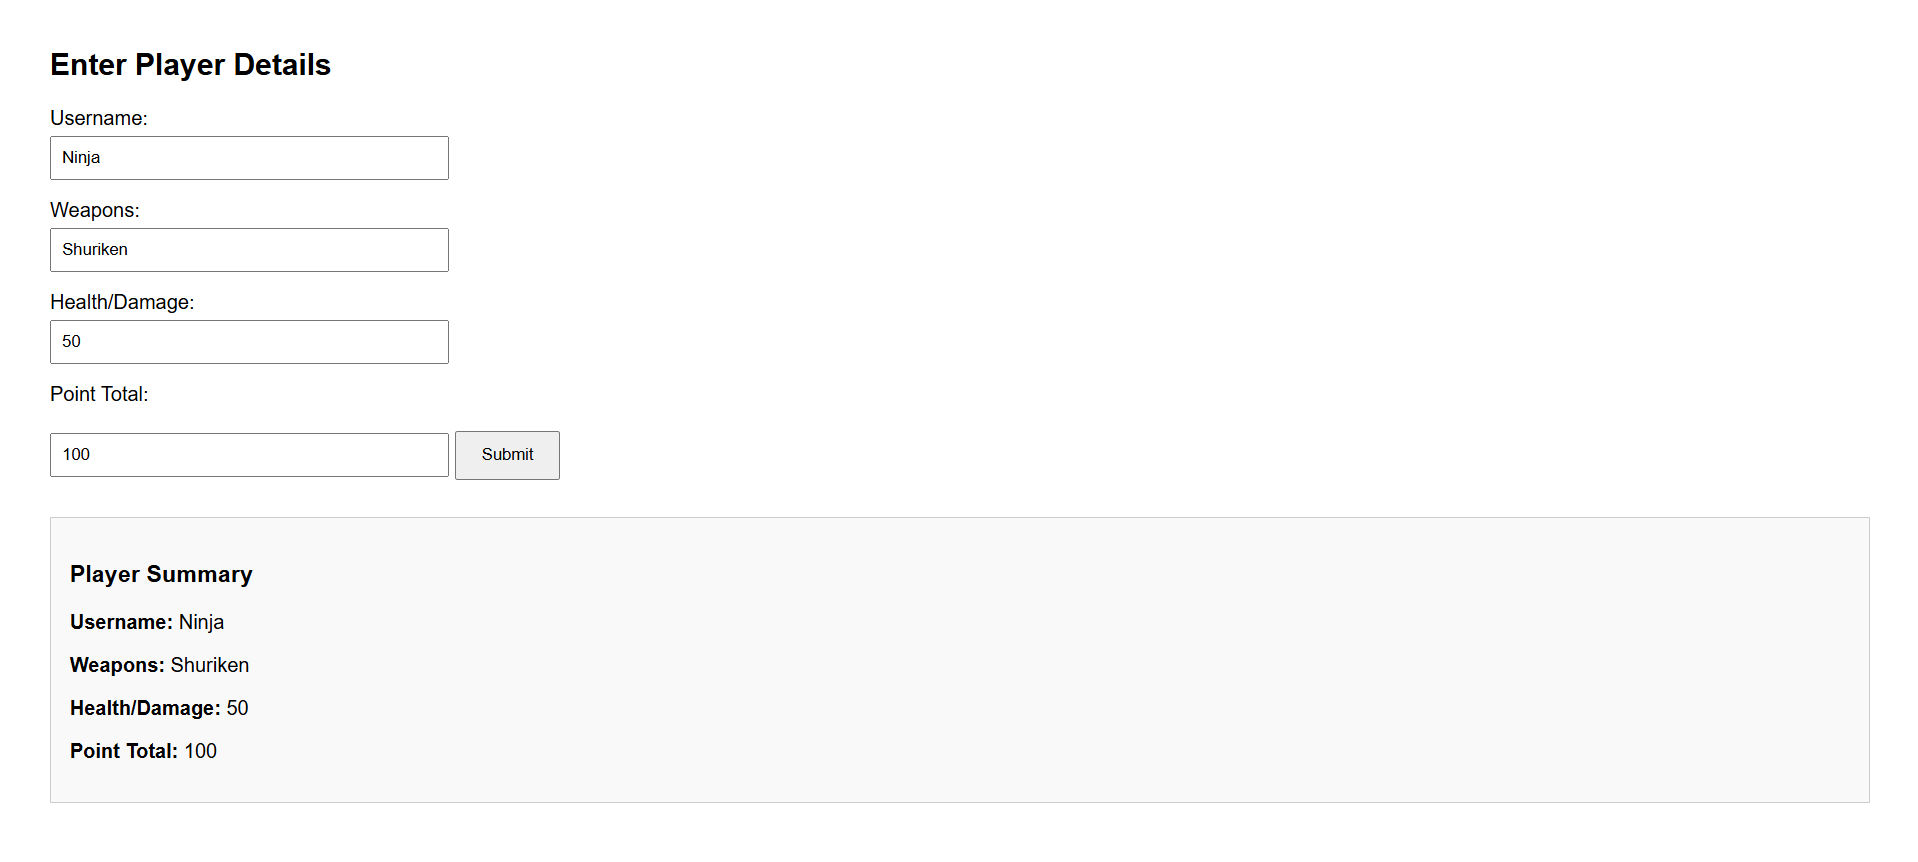 Enter Player Details
Username:
Ninja
Weapons:
Shuriken
Health/Damage:
50
Point Total:
100 Submit
Player Summary
Username: Ninja
Weapons: Shuriken
Health/Damage: 50
Point Total: 100